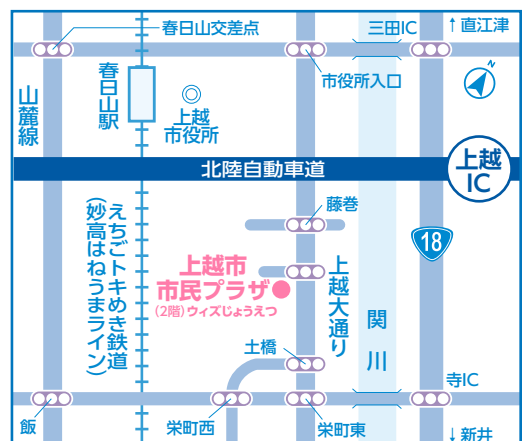 春日山交差点
三田IC
↑直江津
山麓線
春日山駅
◎
上越
市役所
市役所入口
N
北陸自動車道
上越
IC
藤巻
えちごトキめき鉄道
(妙高はねうまライン)
上越市
市民プラザ
(2階)ウィズじょうえつ
上越大通り
関川
18
土橋
寺IC
飯
栄町西
栄町東
↓新井